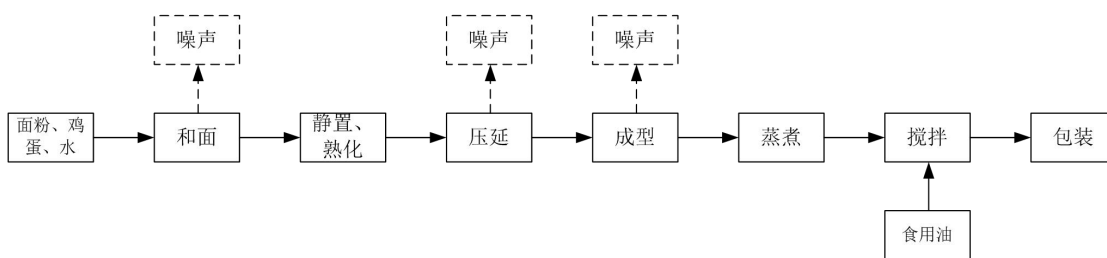 噪声
噪声
噪声
面粉、鸡
蛋、水
和面
静置、
熟化
压延
成型
蒸煮
搅拌
包装
食用油